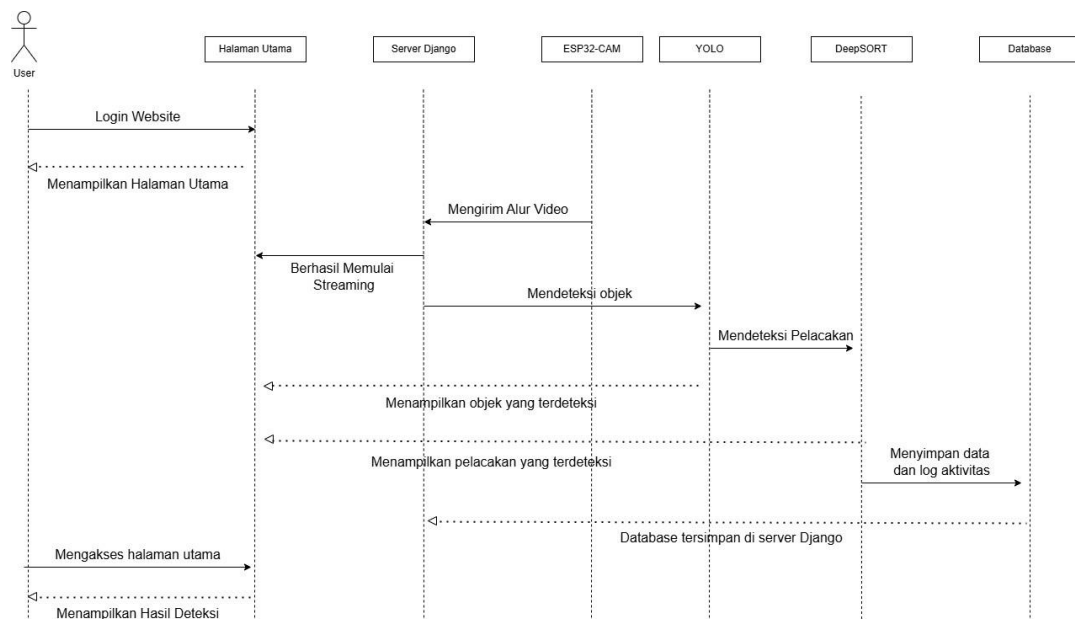 User
Halaman Utama
Server Django
ESP32-CAM
YOLO
DeepSORT
Database
Login Website
Menampilkan Halaman Utama
Mengirim Alur Video
Berhasil Memulai
Streaming
Mendeteksi objek
Mendeteksi Pelacakan
Menampilkan objek yang terdeteksi
Menampilkan pelacakan yang terdeteksi
Menyimpan data
dan log aktivitas
Database tersimpan di server Django
Mengakses halaman utama
Menampilkan Hasil Deteksi